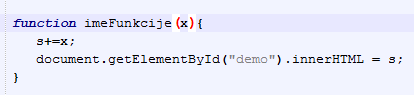 function imeFunkcije(x){
s+=x;
document.getElementById("demo").innerHTML = s;
}